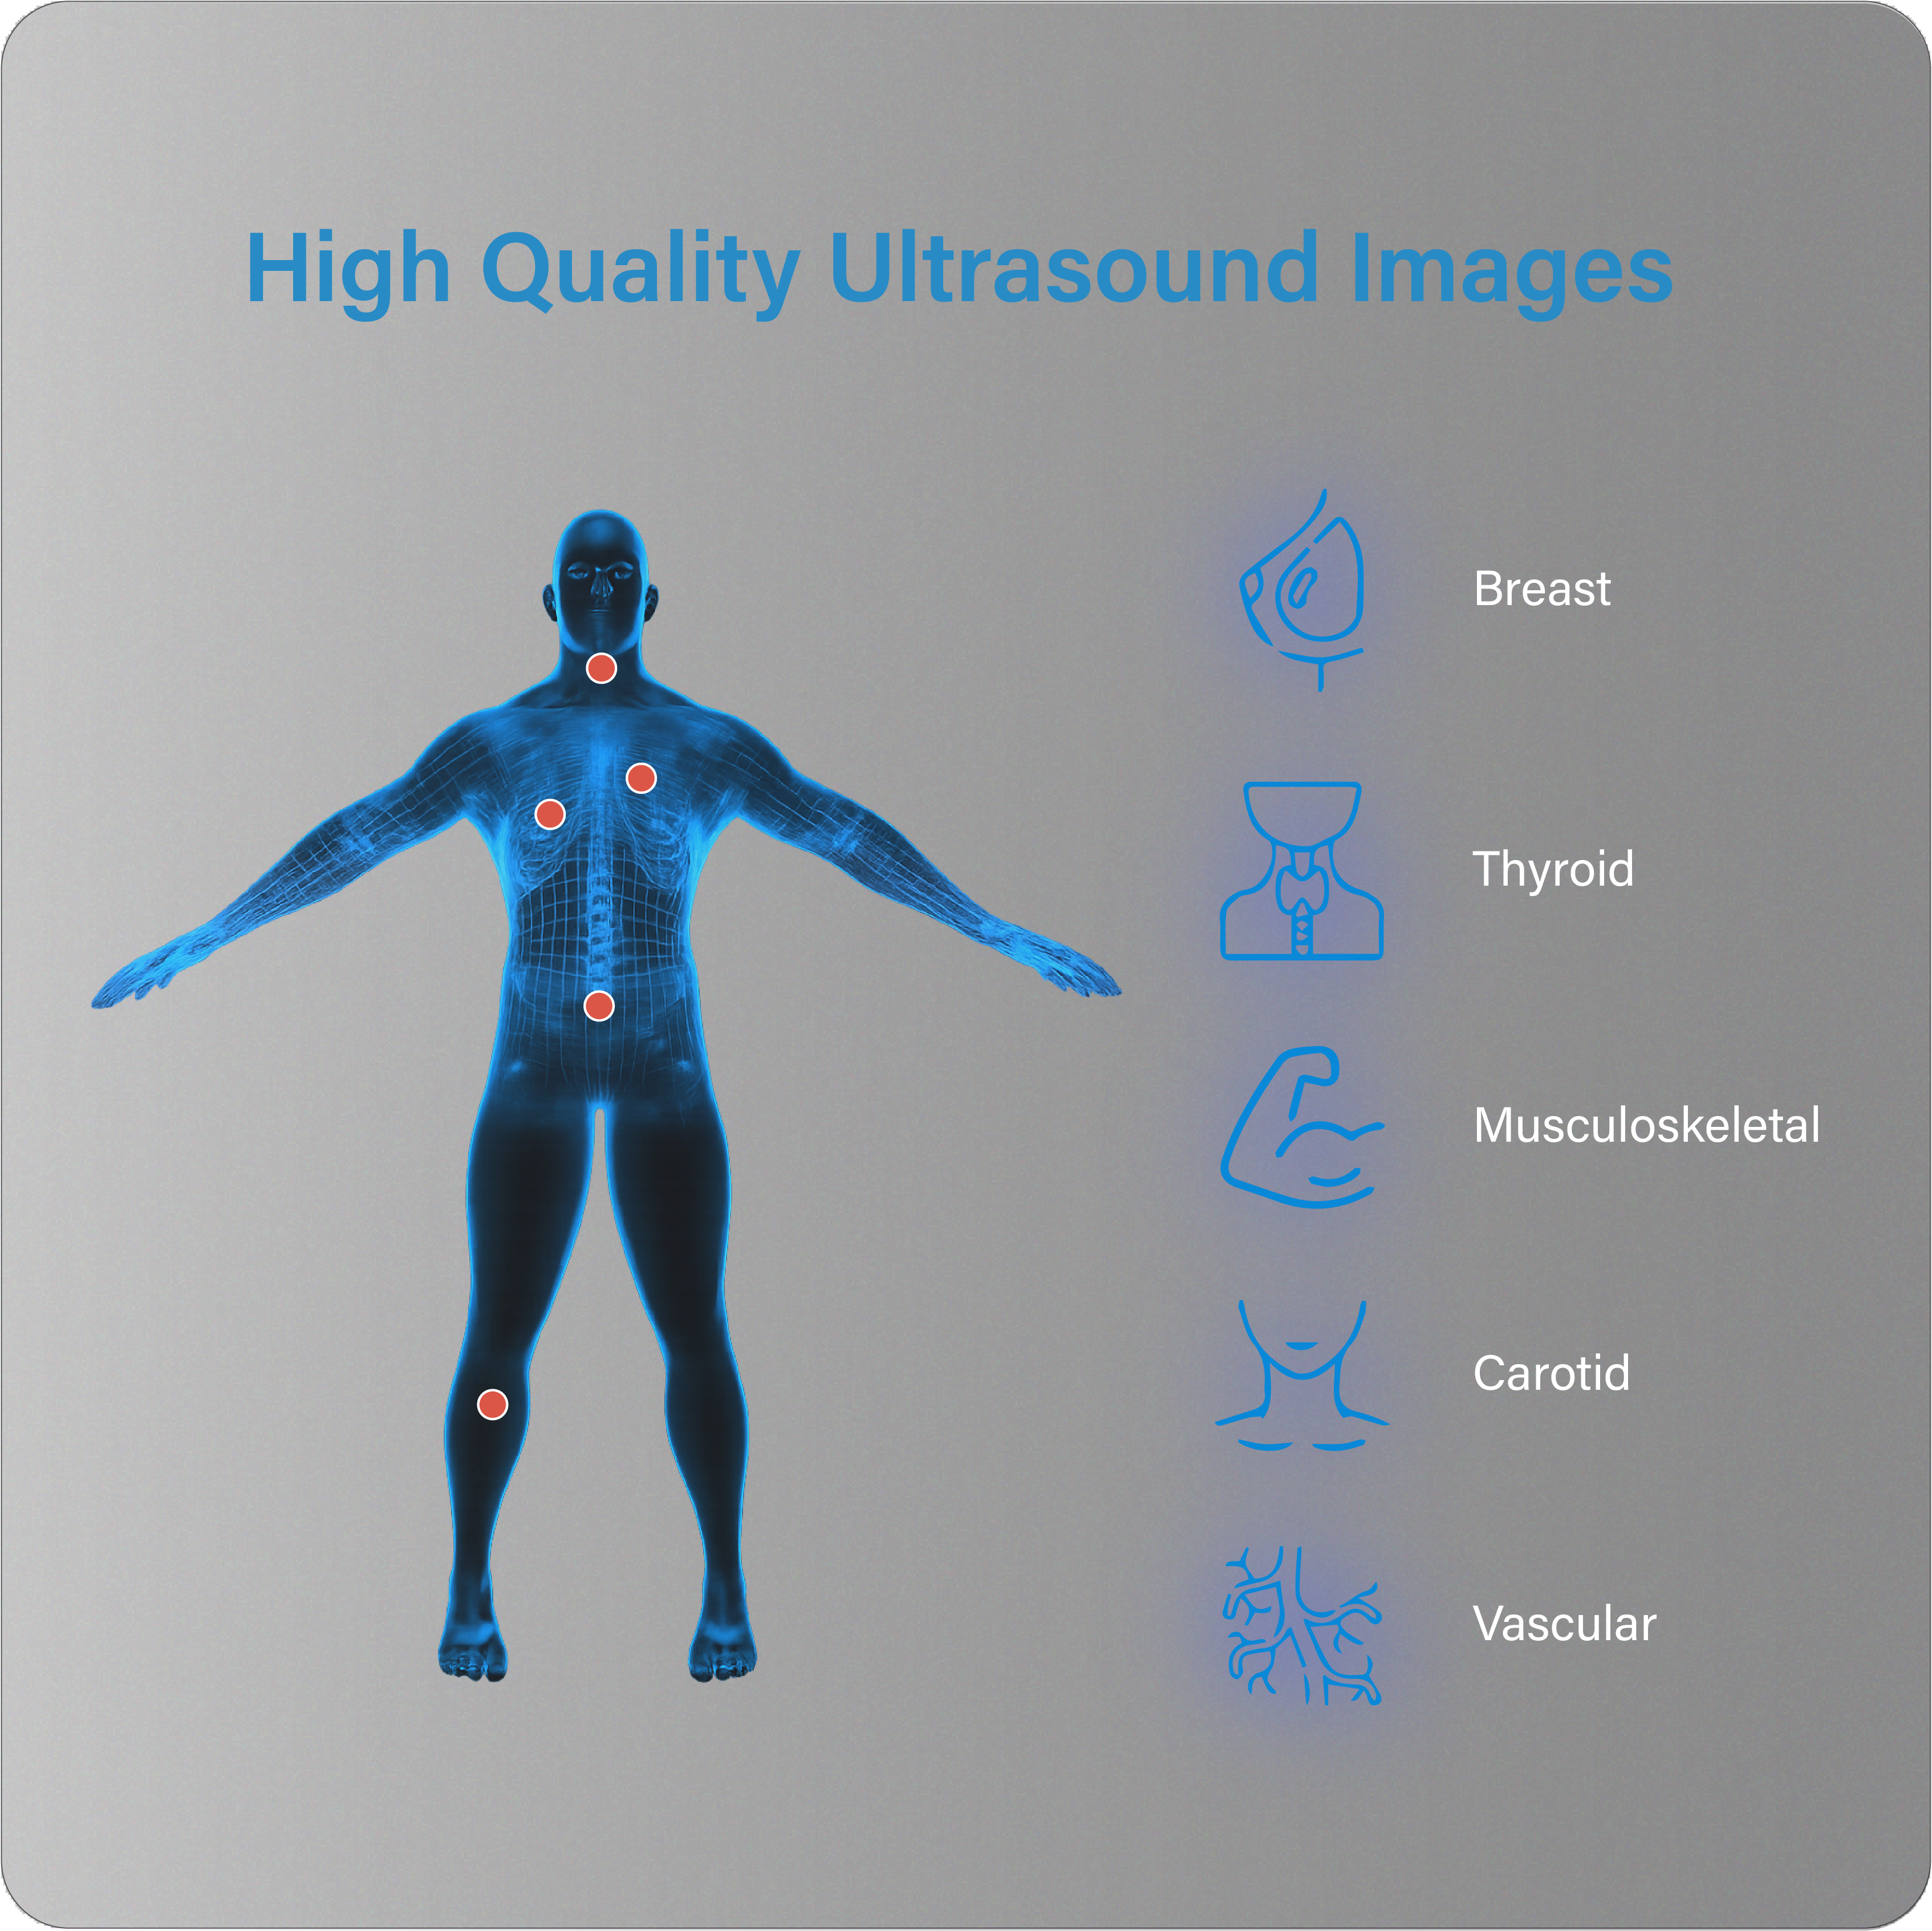 High Quality Ultrasound Images
Breast
Thyroid
Musculoskeletal
Carotid
Vascular